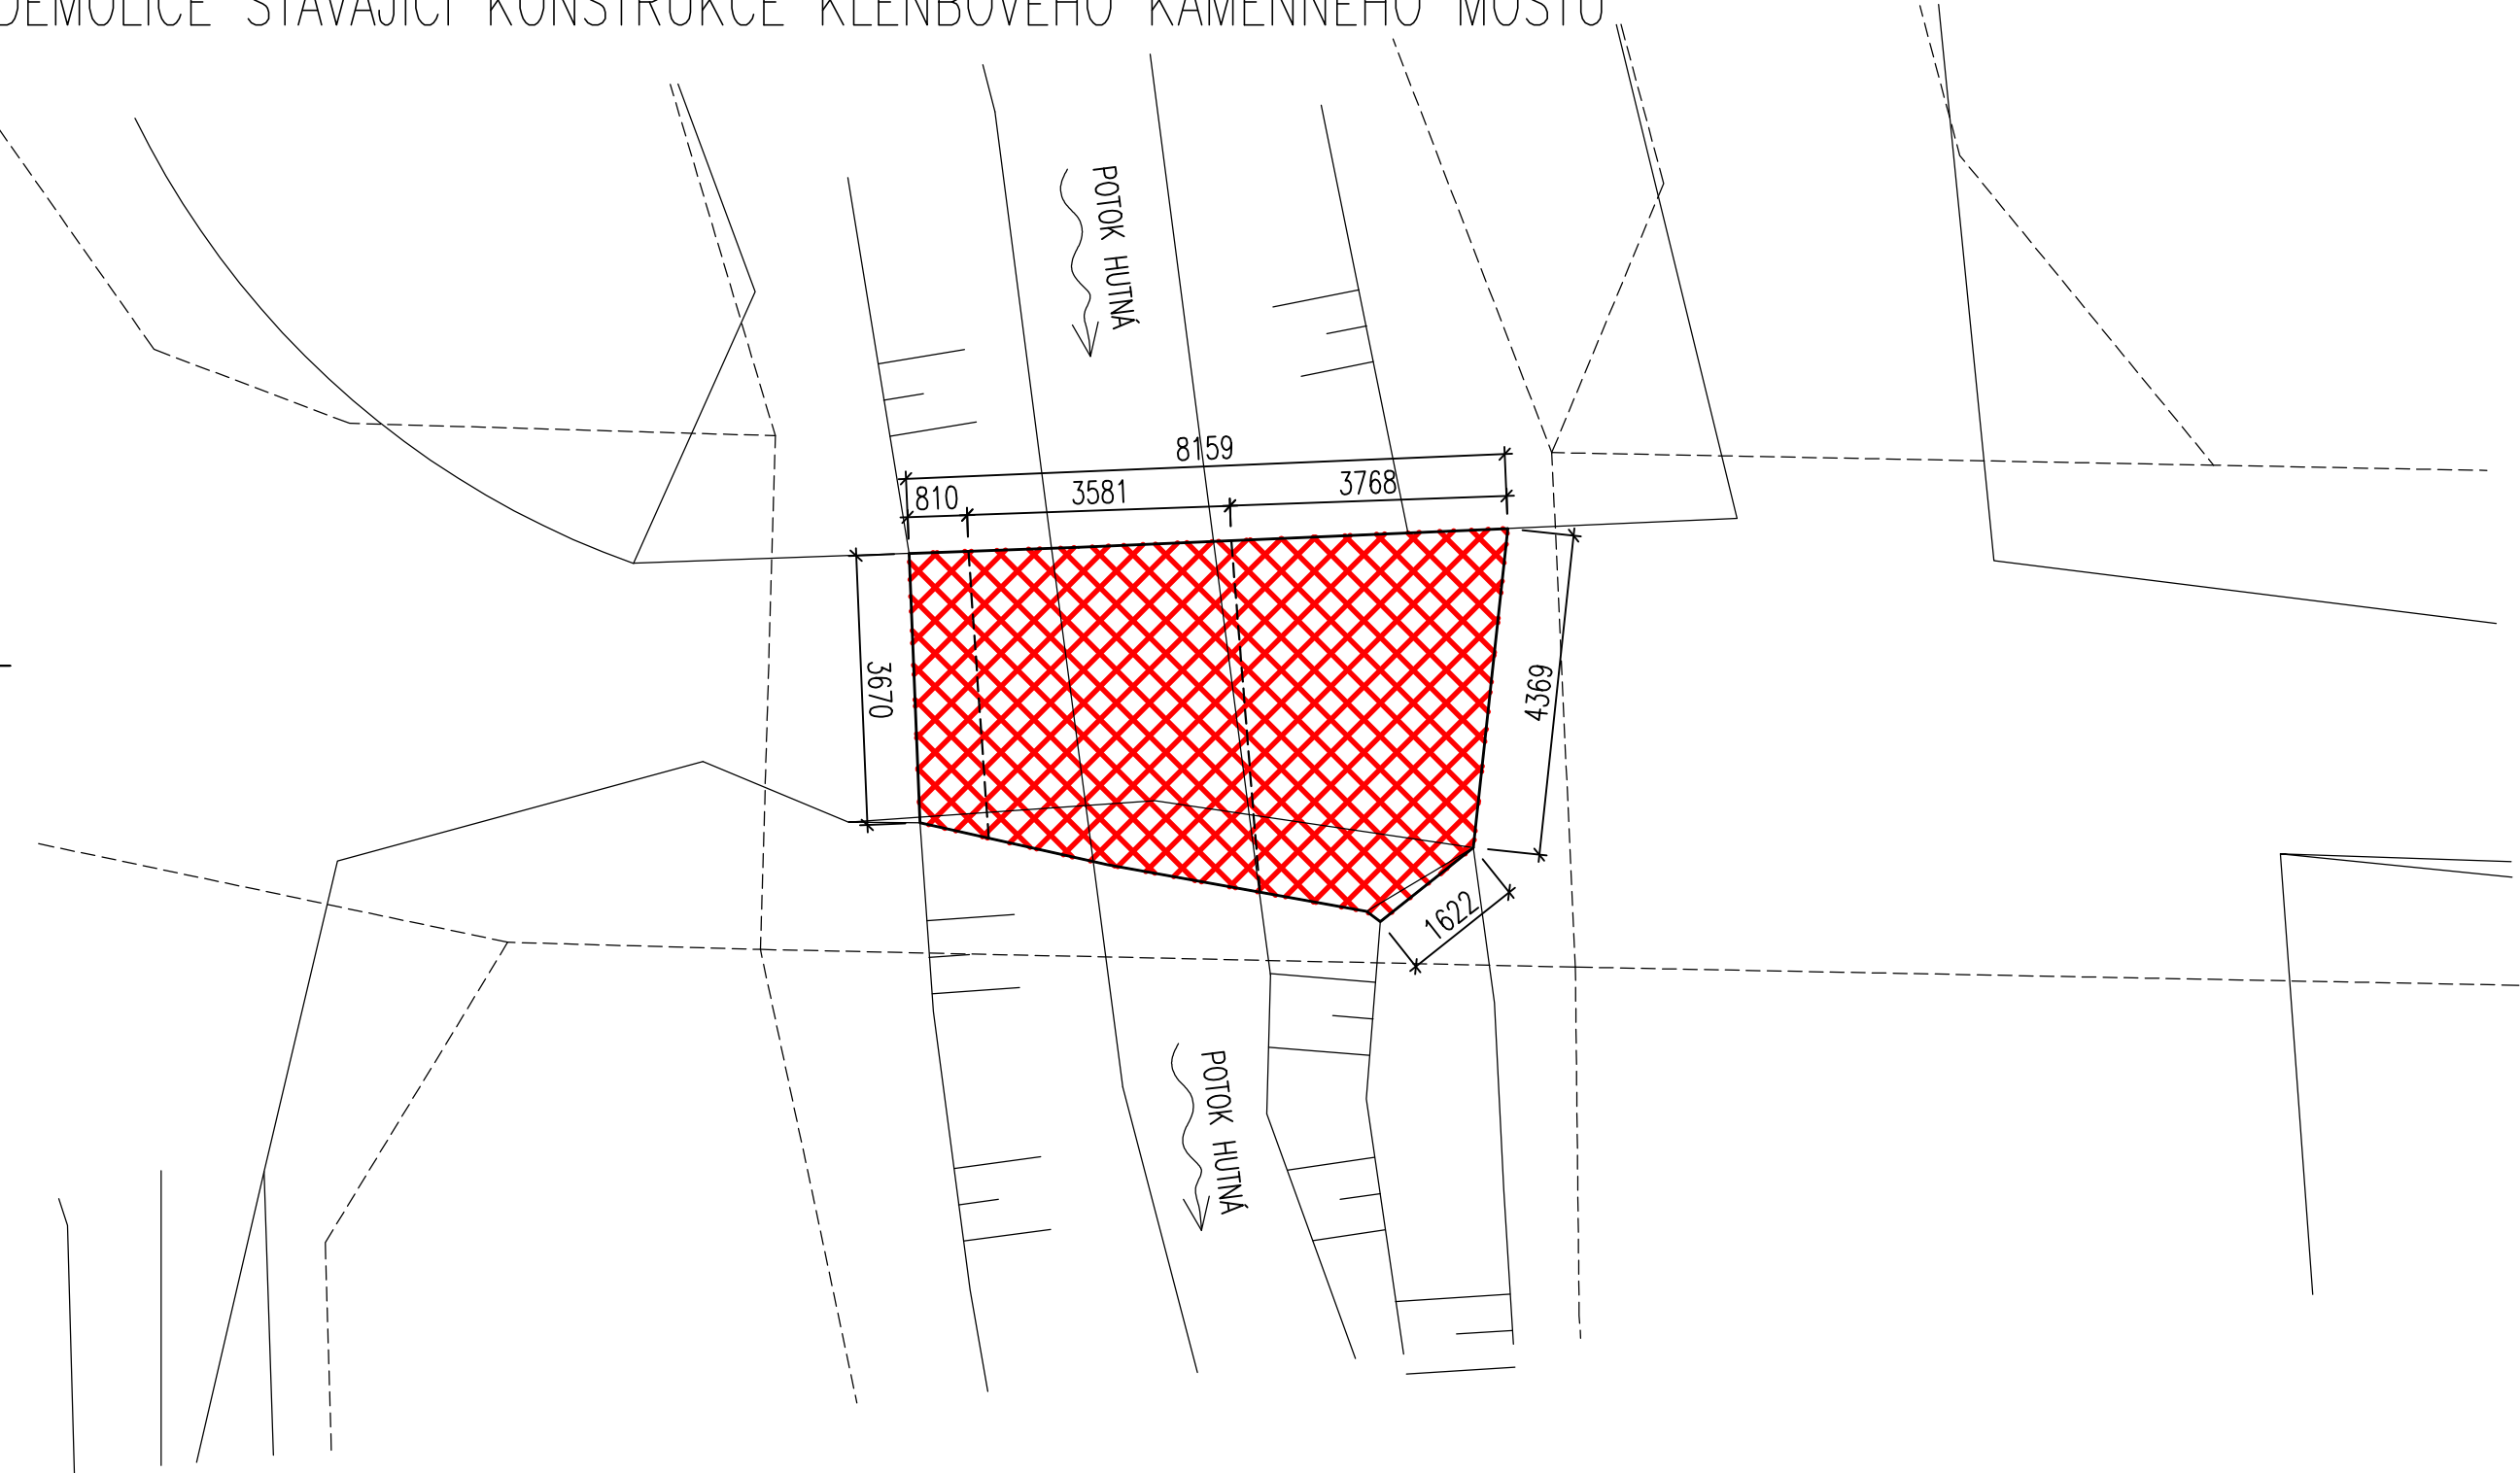 DEMOLICE STÁVAJÍCÍ KONSTRUKCE KLENBOVÉHO KAMENNÉHO MOSTU
POTOK HUTNÁ
8159
810
3581
3768
3670
4369
1622
POTOK HUTNÁ